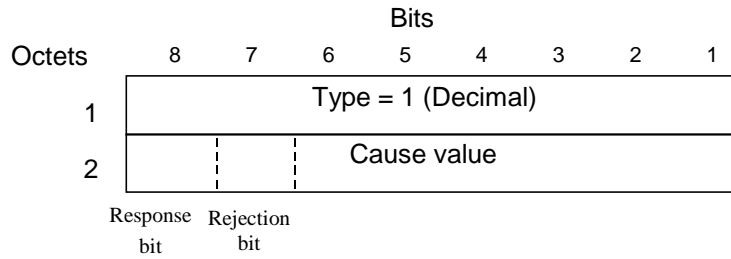 Bits
Octets 8 7 6 5 4 3 2 1
1 Type = 1 (Decimal)
2 Cause value
Response Rejection
bit bit